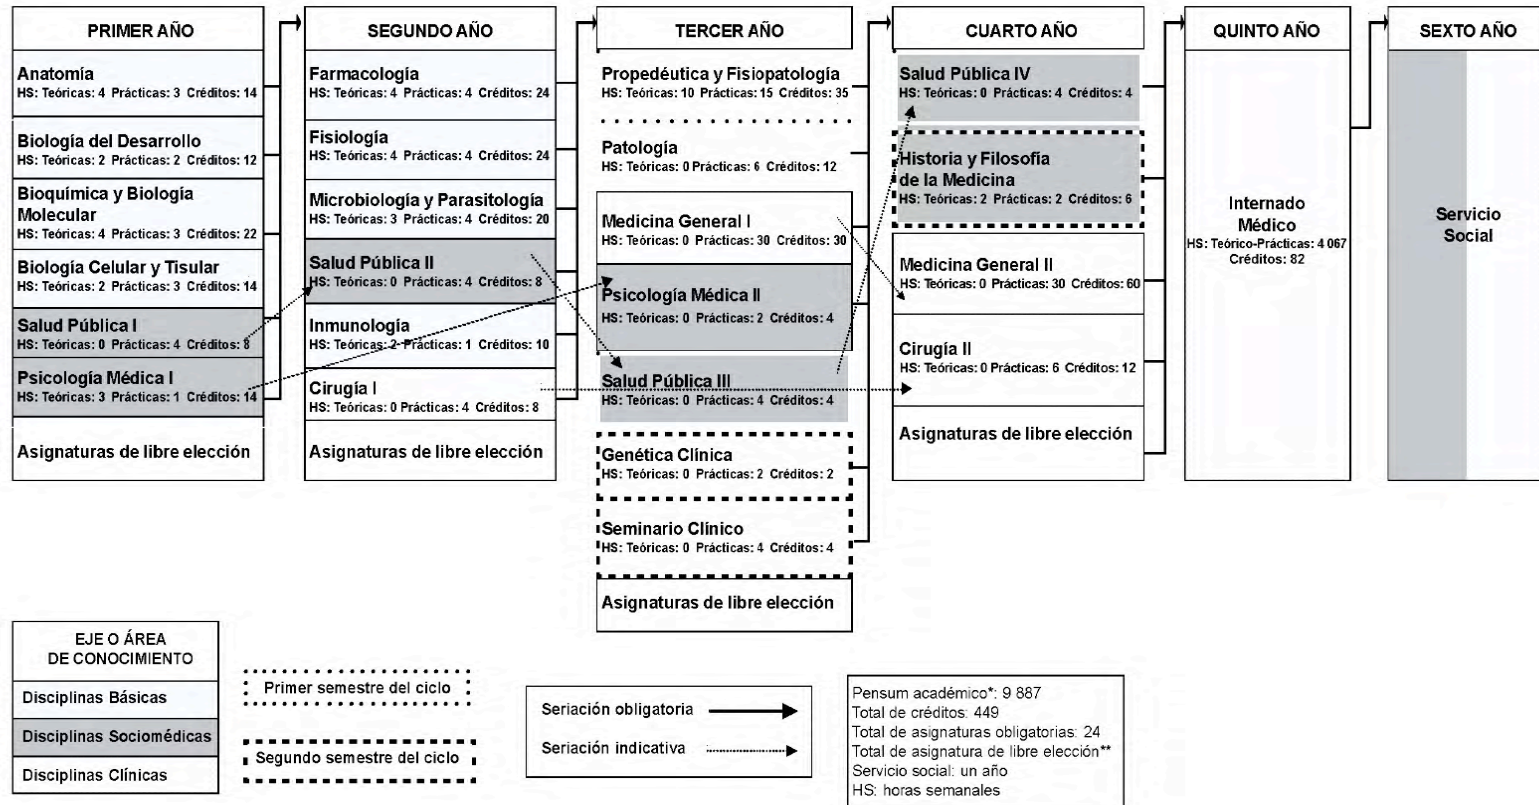 PRIMER AÑO
Anatomía
HS: Teóricas: 4 Prácticas: 3 Créditos: 14
Biología del Desarrollo
HS: Teóricas: 2 Prácticas: 2 Créditos: 12
Bioquímica y Biología
Molecular
HS: Teóricas: 4 Prácticas: 3 Créditos: 22
Biología Celular y Tisular
HS: Teóricas: 2 Prácticas: 3 Créditos: 14
Salud Pública I
HS: Teóricas: 0 Prácticas: 4 Créditos: 8
Psicología Médica I
HS: Teóricas: 3 Prácticas: 1 Créditos: 14
Asignaturas de libre elección
SEGUNDO AÑO
Farmacología
HS: Teóricas: 4 Prácticas: 4 Créditos: 24
Fisiología
HS: Teóricas: 4 Prácticas: 4 Créditos: 24
Microbiología y Parasitología
HS: Teóricas: 3 Prácticas: 4 Créditos: 20
Salud Pública II
HS: Teóricas: 0 Prácticas: 4 Créditos: 8
Inmunología
HS: Teóricas: 2 Prácticas: 1 Créditos: 10
Cirugía I
HS: Teóricas: 0 Prácticas: 4 Créditos: 8
Asignaturas de libre elección
TERCER AÑO
Propedéutica y Fisiopatología
HS: Teóricas: 10 Prácticas: 15 Créditos: 35
Patología
HS: Teóricas: 0 Prácticas: 6 Créditos: 12
Medicina General I
HS: Teóricas: 0 Prácticas: 30 Créditos: 30
Psicología Médica II
HS: Teóricas: 0 Prácticas: 2 Créditos: 4
Salud Pública III
HS: Teóricas: 0 Prácticas: 4 Créditos: 4
Genética Clínica
HS: Teóricas: 0 Prácticas: 2 Créditos: 2
Seminario Clínico
HS: Teóricas: 0 Prácticas: 4 Créditos: 4
Asignaturas de libre elección
CUARTO AÑO
Salud Pública IV
HS: Teóricas: 0 Prácticas: 4 Créditos: 4
Historia y Filosofía
de la Medicina
HS: Teóricas: 2 Prácticas: 2 Créditos: 6
Medicina General II
HS: Teóricas: 0 Prácticas: 30 Créditos: 60
Cirugía II
HS: Teóricas: 0 Prácticas: 6 Créditos: 12
Asignaturas de libre elección
QUINTO AÑO
Internado
Médico
HS: Teórico-Prácticas: 4 067
Créditos: 82
SEXTO AÑO
Servicio
Social
EJE O ÁREA
DE CONOCIMIENTO
Disciplinas Básicas
Disciplinas Sociomédicas
Disciplinas Clínicas
Primer semestre del ciclo
Segundo semestre del ciclo
Seriación obligatoria
Seriación indicativa
Pensum académico*: 9 887
Total de créditos: 449
Total de asignaturas obligatorias: 24
Total de asignatura de libre elección**
Servicio social: un año
HS: horas semanales